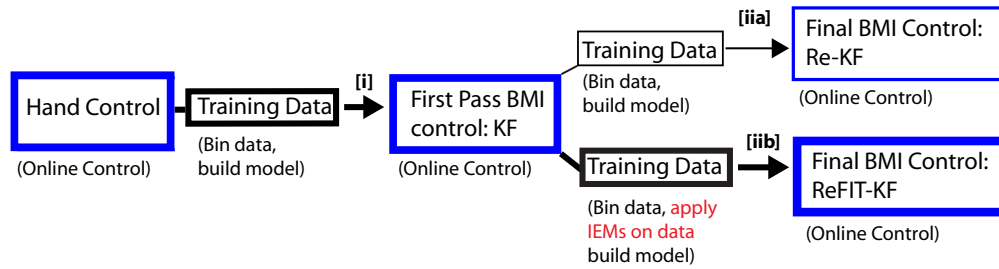 Hand Control
(Online Control)
Training Data
(Bin data,
build model)
[i]
First Pass BMI
control: KF
(Online Control)
Training Data
(Bin data,
build model)
[iia]
Final BMI Control:
Re-KF
(Online Control)
Training Data
(Bin data, apply
IEMs on data
build model)
[iib]
Final BMI Control:
ReFIT-KF
(Online Control)